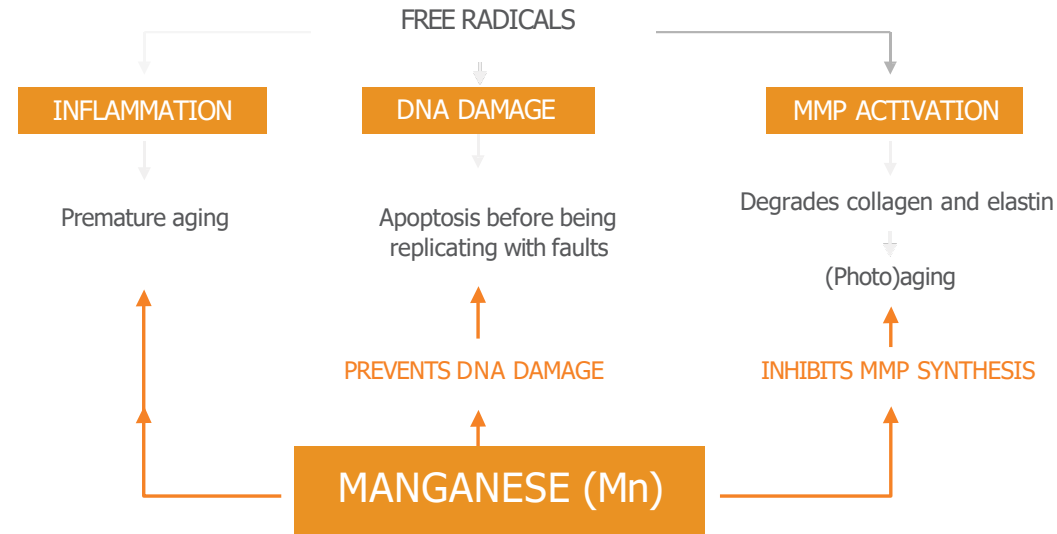 FREE RADICALS
INFLAMMATION
DNA DAMAGE
MMP ACTIVATION
Premature aging
Apoptosis before being
replicating with faults
Degrades collagen and elastin
(Photo)aging
PREVENTS DNA DAMAGE
INHIBITS MMP SYNTHESIS
MANGANESE (Mn)